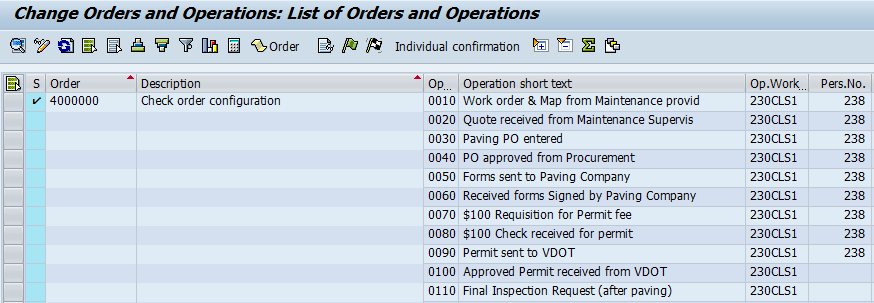 Change Orders and Operations: List of Orders and Operations
Order Individual confirmation
S Order Description Op... Operation short text Op.Work... Pers.No.
4000000 Check order configuration 0010 Work order & Map from Maintenance provid 230CLS1 238
0020 Quote received from Maintenance Supervis 230CLS1 238
0030 Paving PO entered 230CLS1 238
0040 PO approved from Procurement 230CLS1 238
0050 Forms sent to Paving Company 230CLS1 238
0060 Received forms Signed by Paving Company 230CLS1 238
0070 $100 Requisition for Permit fee 230CLS1 238
0080 $100 Check received for permit 230CLS1 238
0090 Permit sent to VDOT 230CLS1 238
0100 Approved Permit received from VDOT 230CLS1
0110 Final Inspection Request (after paving) 230CLS1